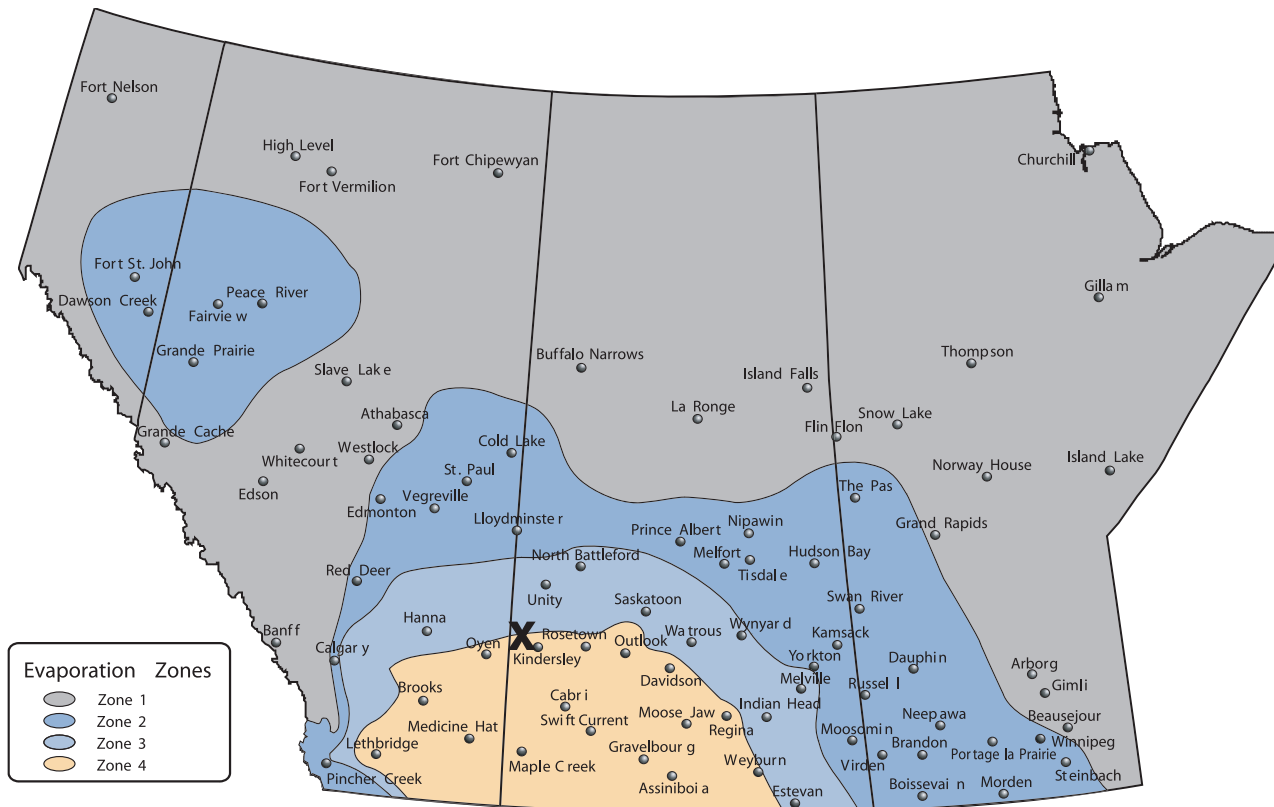 Fort Nelson
High Level
Fort Vermilion
Fort Chipewyan
Churchill
Fort St. John
Dawson Creek
Peace River
Fairview
Grande Prairie
Gillam
Slave Lake
Buffalo Narrows
Island Falls
Thompson
Athabasca
La Ronge
Snow Lake
Flin Flon
Grande Cache
Whitecourt
Westlock
Cold Lake
Edson
St. Paul
Norway House
Island Lake
Edmonton
Vegreville
The Pas
Lloydminster
Prince Albert
Nipawin
Grand Rapids
Red Deer
North Battleford
Melfort
Tisdale
Hudson Bay
Unity
Swan River
Hanna
Saskatoon
Banff
Calgary
Oyen
X
Rosetown
Kindersley
Outlook
Watrous
Wynyard
Kamsack
Davidson
Yorkton
Melville
Dauphin
Russell
Arborg
Gimli
Brooks
Cabri
Swift Current
Moose Jaw
Regina
Indian Head
Neepawa
Beausejour
Medicine Hat
Moosomin
Winnipeg
Lethbridge
Maple Creek
Gravelbourg
Weyburn
Virden
Brandon
Portage la Prairie
Steinbach
Pincher Creek
Assiniboia
Estevan
Boissevain
Morden
Evaporation Zones
Zone 1
Zone 2
Zone 3
Zone 4